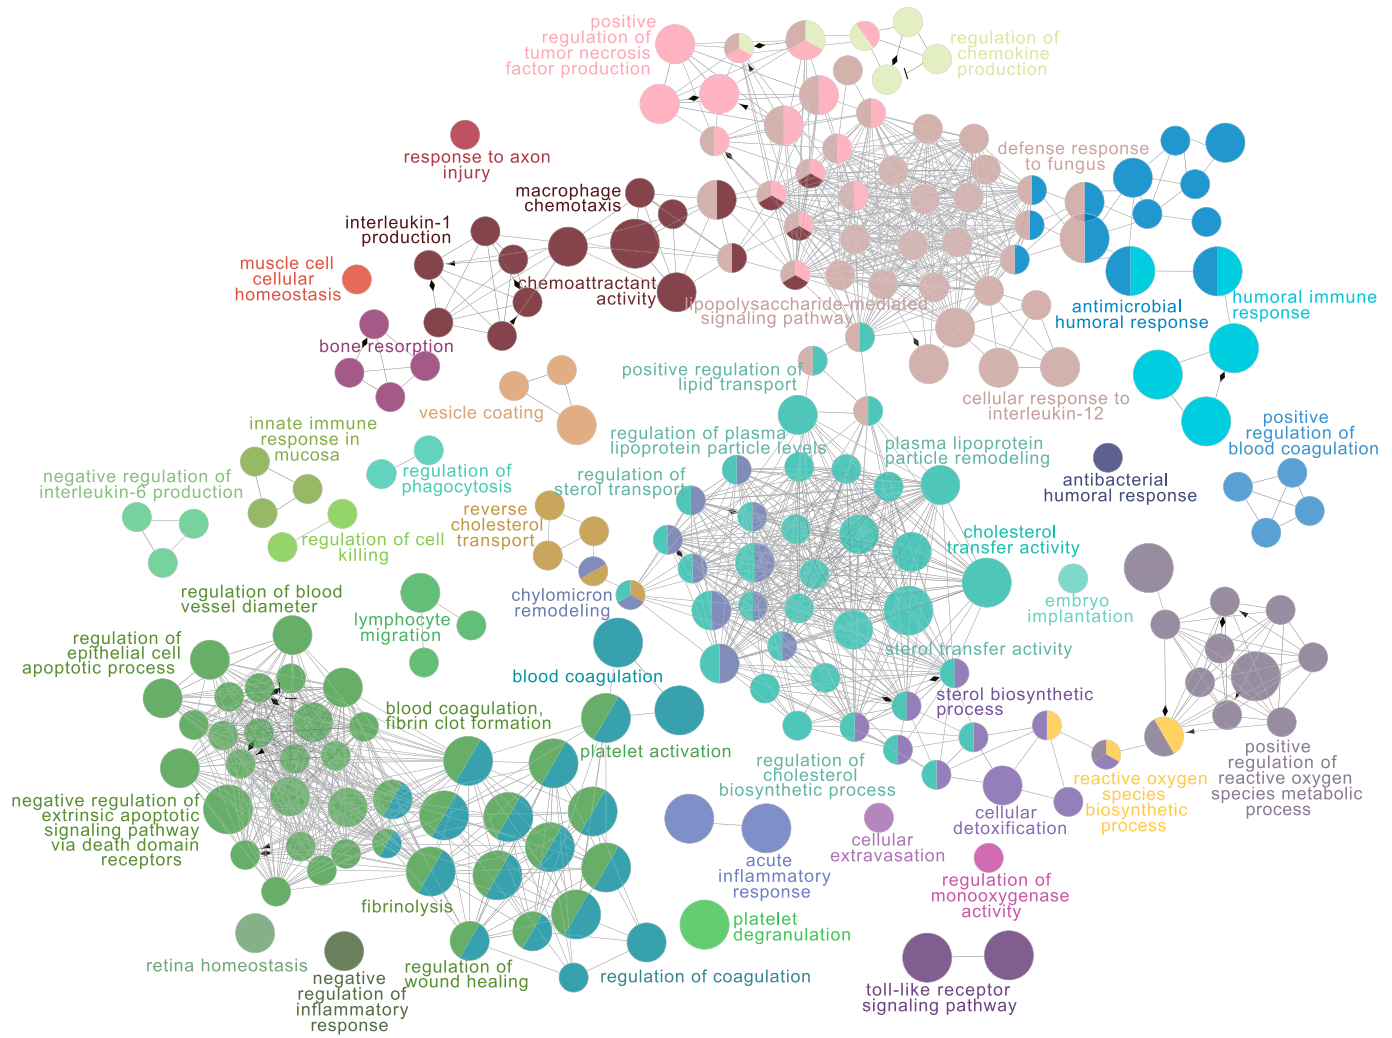 positive
regulation of
tumor necrosis
factor production
regulation of
chemokine
production
response to axon
injury
defense response
to fungus
macrophage
chemotaxis
interleukin-1
production
muscle cell
cellular
homeostasis
chemoattractant
activity
lipopolysaccharide-mediated
signaling pathway
antimicrobial
humoral response
humoral immune
response
bone resorption
positive regulation of
lipid transport
cellular response to
interleukin-12
vesicle coating
innate immune
response in
mucosa
regulation of plasma
lipoprotein particle levels
plasma lipoprotein
particle remodeling
positive
regulation of
blood coagulation
negative regulation of
interleukin-6 production
regulation of
phagocytosis
regulation of
sterol transport
antibacterial
humoral response
reverse
cholesterol
transport
regulation of cell
killing
cholesterol
transfer activity
chylomicron
remodeling
embryo
implantation
regulation of blood
vessel diameter
lymphocyte
migration
regulation of
epithelial cell
apoptotic process
sterol transfer activity
blood coagulation
sterol biosynthetic
process
blood coagulation,
fibrin clot formation
platelet activation
regulation of
cholesterol
biosynthetic process
reactive oxygen
species
biosynthetic
process
positive
regulation of
reactive oxygen
species metabolic
process
negative regulation of
extrinsic apoptotic
signaling pathway
via death domain
receptors
cellular
detoxification
cellular
extravasation
acute
inflammatory
response
regulation of
monooxygenase
activity
fibrinolysis
platelet
degranulation
retina homeostasis
negative
regulation of
inflammatory
response
regulation of
wound healing
regulation of coagulation
toll-like receptor
signaling pathway